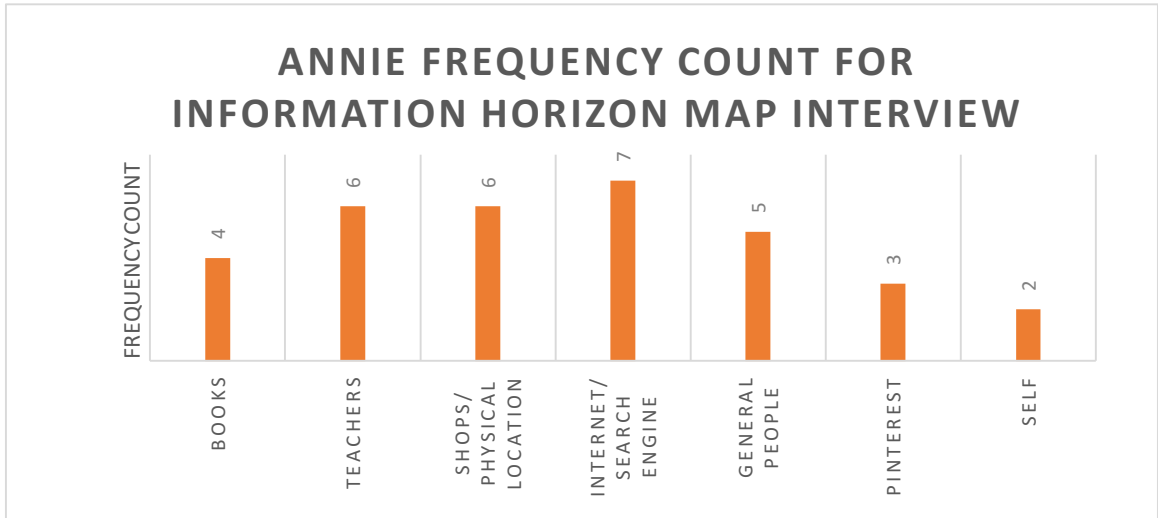 ANNIE FREQUENCY COUNT FOR
INFORMATION HORIZON MAP INTERVIEW
FREQUENCY COUNT
4
6
6
7
5
3
2
BOOKS
TEACHERS
SHOPS/
PHYSICAL
LOCATION
INTERNET/
SEARCH
ENGINE
GENERAL
PEOPLE
PINTEREST
SELF